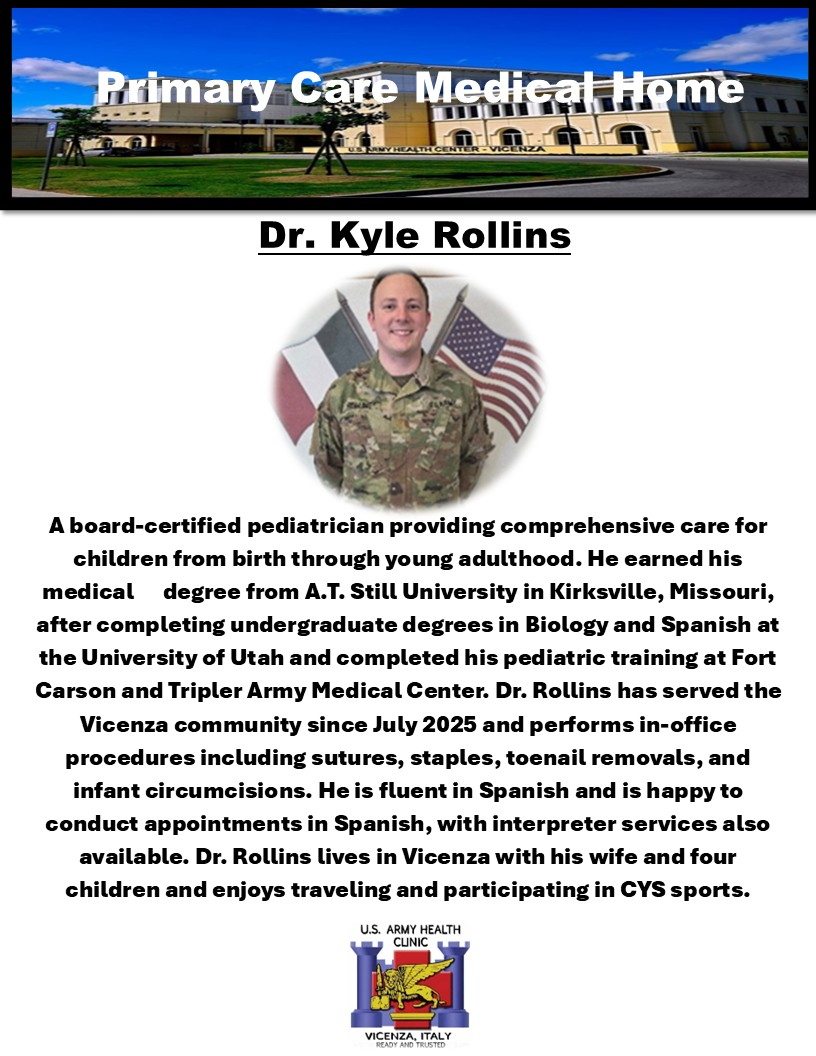 Primary Care Medical Home
U.S. ARMY HEALTH CENTER - VICENZA
Dr. Kyle Rollins
A board-certified pediatrician providing comprehensive care for
children from birth through young adulthood. He earned his
medical degree from A.T. Still University in Kirksville, Missouri,
after completing undergraduate degrees in Biology and Spanish at
the University of Utah and completed his pediatric training at Fort
Carson and Tripler Army Medical Center. Dr. Rollins has served the
Vicenza community since July 2025 and performs in-office
procedures including sutures, staples, toenail removals, and
infant circumcisions. He is fluent in Spanish and is happy to
conduct appointments in Spanish, with interpreter services also
available. Dr. Rollins lives in Vicenza with his wife and four
children and enjoys traveling and participating in CYS sports.
U.S. ARMY HEALTH
CLINIC
VICENZA, ITALY
READY AND TRUSTED